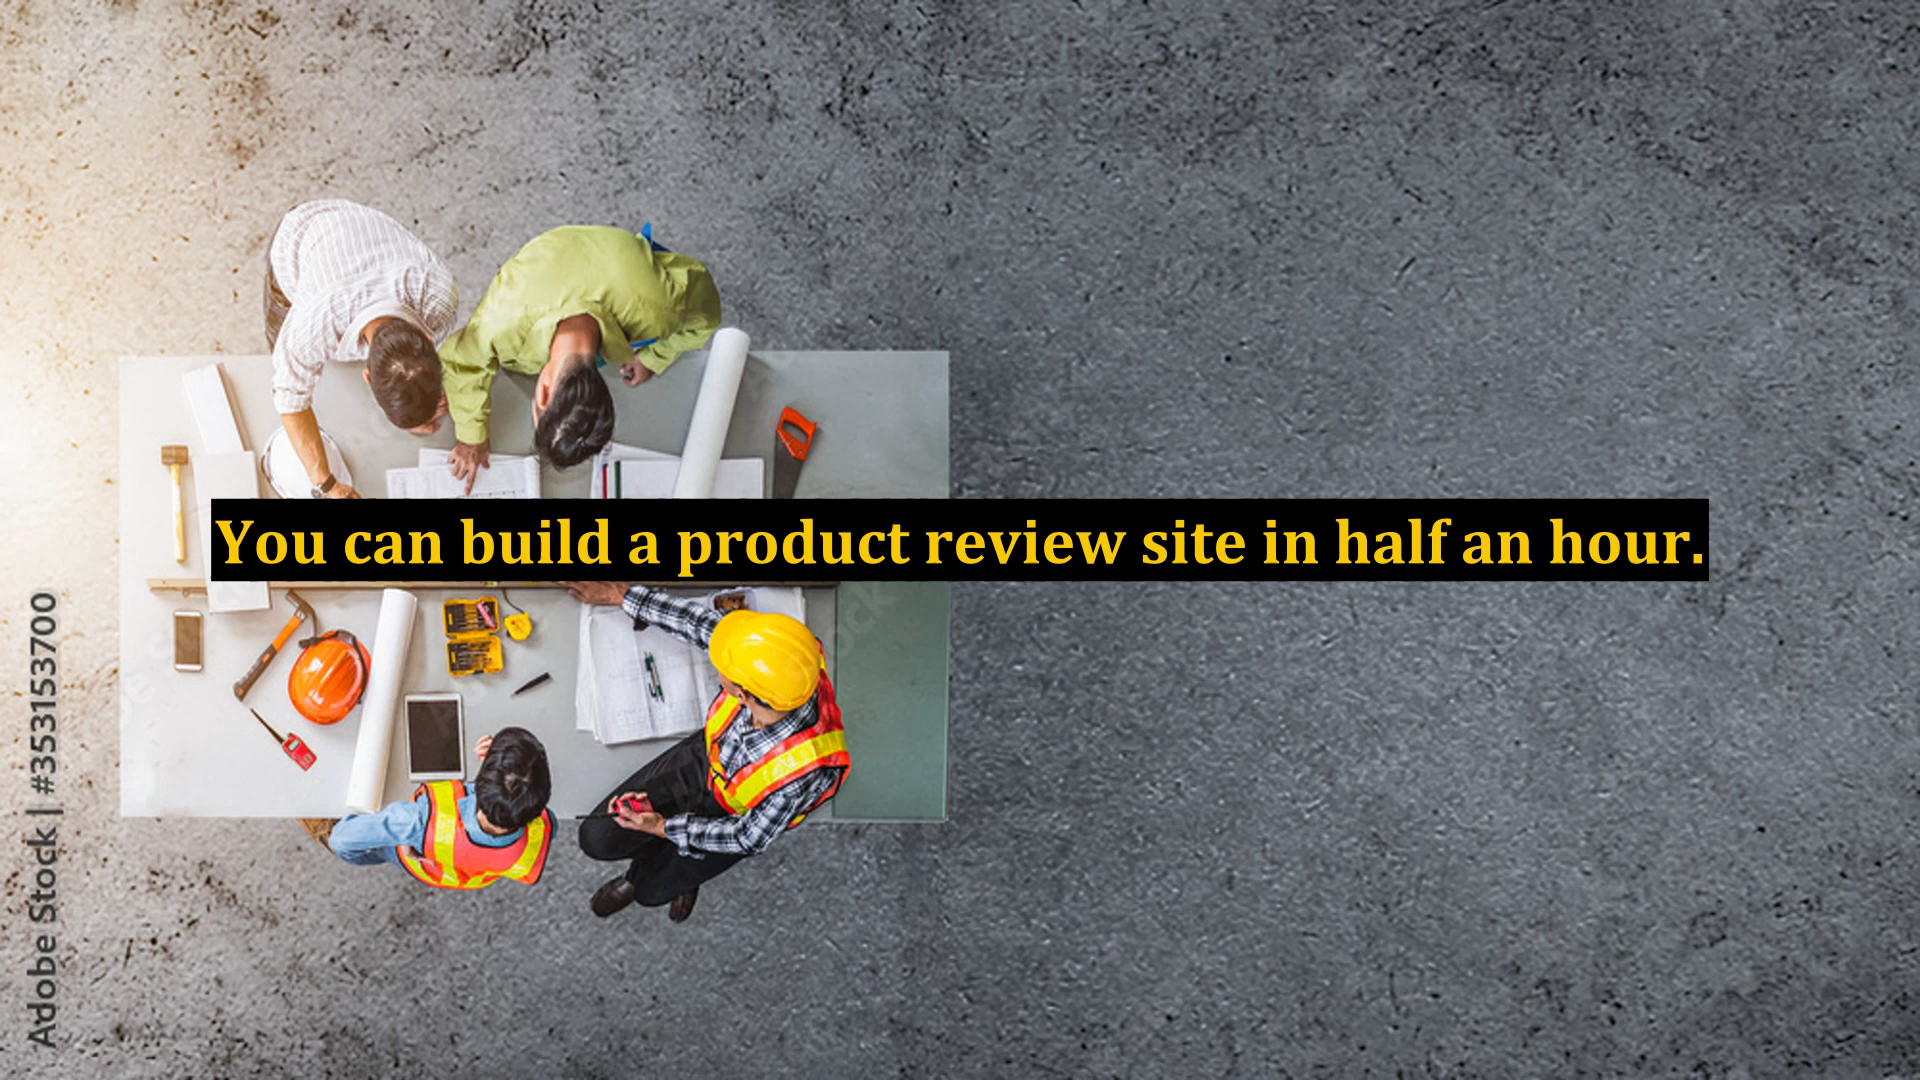 You can build a product review site in half an hour.
Adobe Stock | #353153700